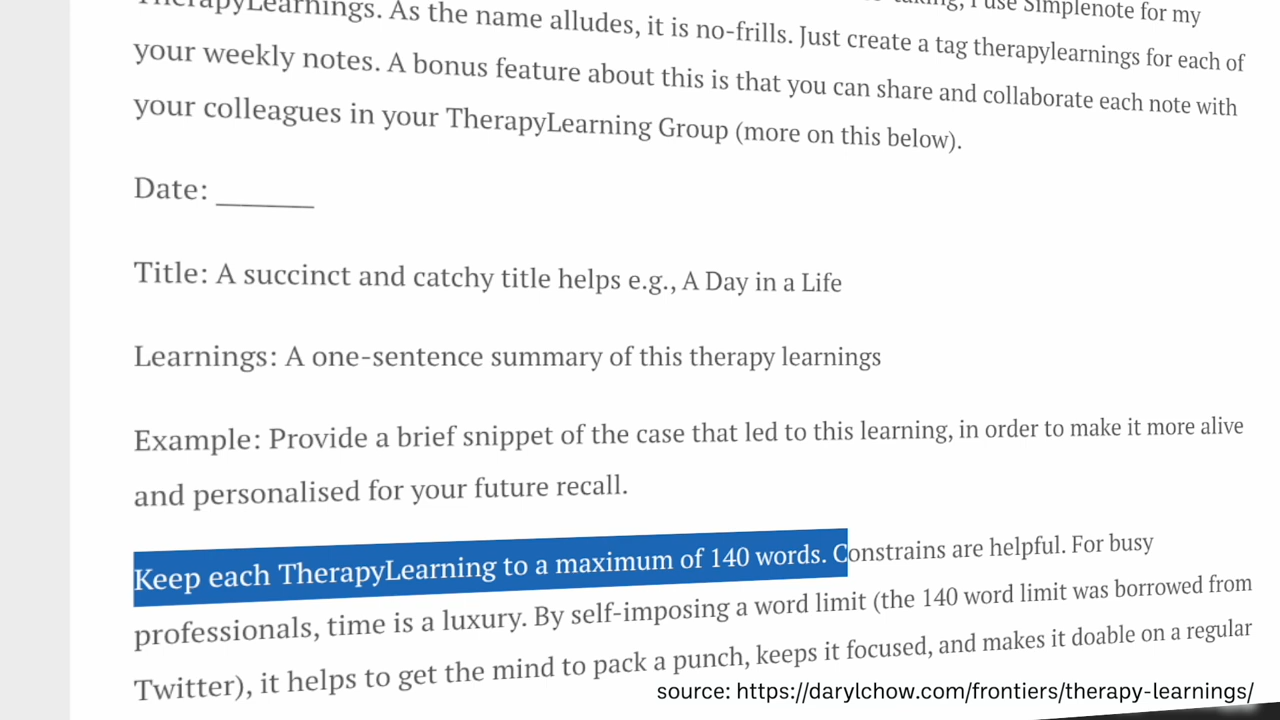 TherapyLearnings. As the name alludes, it is no-frills. Just create a tag therapylearnings for each of
I use Simplenote for my
your weekly notes. A bonus feature about this is that you can share and collaborate each note with
your colleagues in your TherapyLearning Group (more on this below).
Date: _______
Title: A succinct and catchy title helps e.g., A Day in a Life
Learnings: A one-sentence summary of this therapy learnings
Example: Provide a brief snippet of the case that led to this learning, in order to make it more alive
and personalised for your future recall.
Keep each TherapyLearning to a maximum of 140 words. Constrains are helpful. For busy
professionals, time is a luxury. By self-imposing a word limit (the 140 word limit was borrowed from
Twitter), it helps to get the mind to pack a punch, keeps it focused, and makes it doable on a regular
source: https://darylchow.com/frontiers/therapy-learnings/